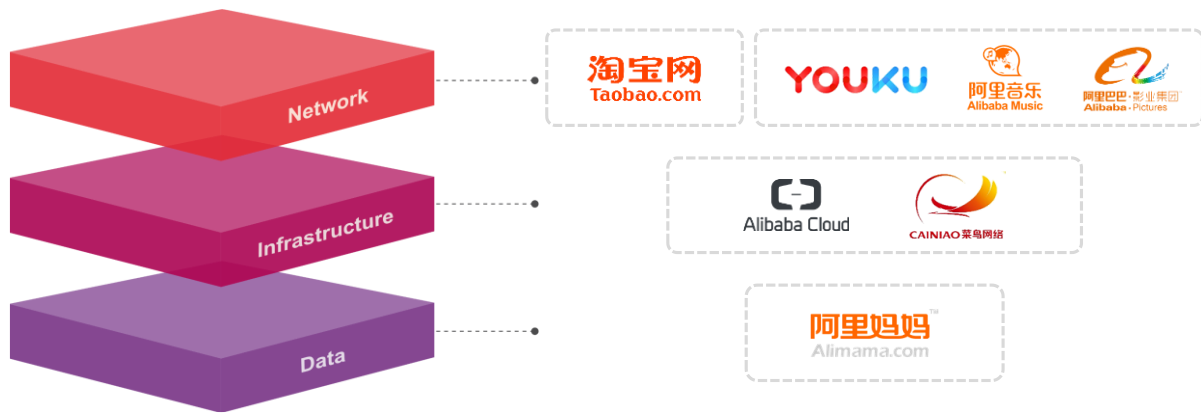 Network
淘宝网
Taobao.com
YOUKU
阿里音乐
Alibaba Music
阿里巴巴·影业集团
Alibaba·Pictures
Infrastructure
Alibaba Cloud
CAINIAO 菜鸟网络
Data
阿里妈妈™
Alimama.com